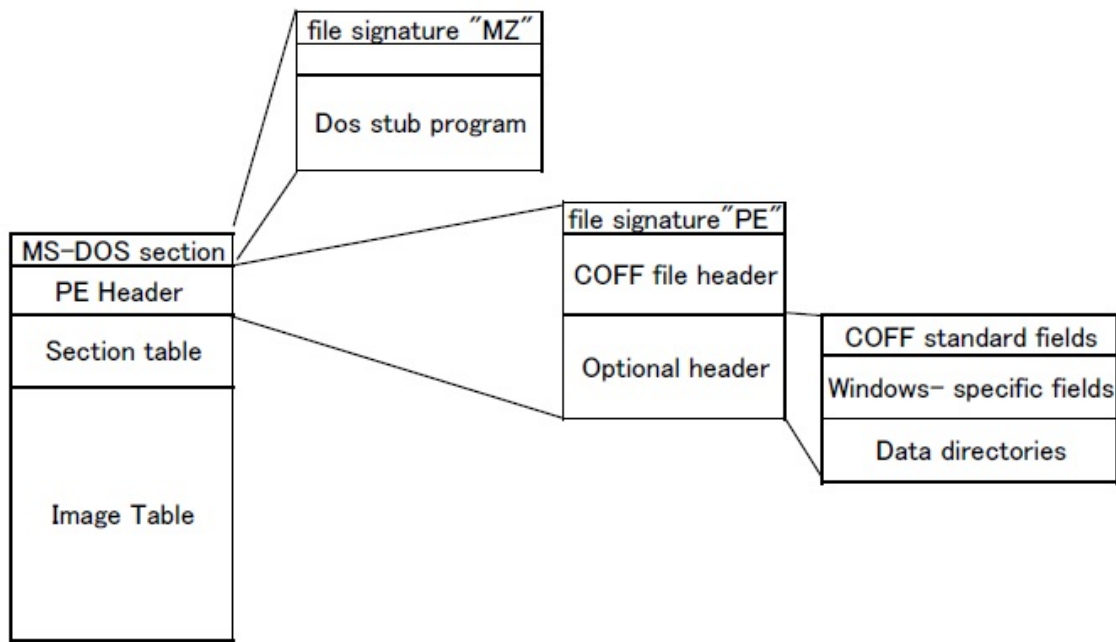 file signature "MZ"
Dos stub program
MS-DOS section
PE Header
Section table
Image Table
file signature"PE"
COFF file header
Optional header
COFF standard fields
Windows- specific fields
Data directories